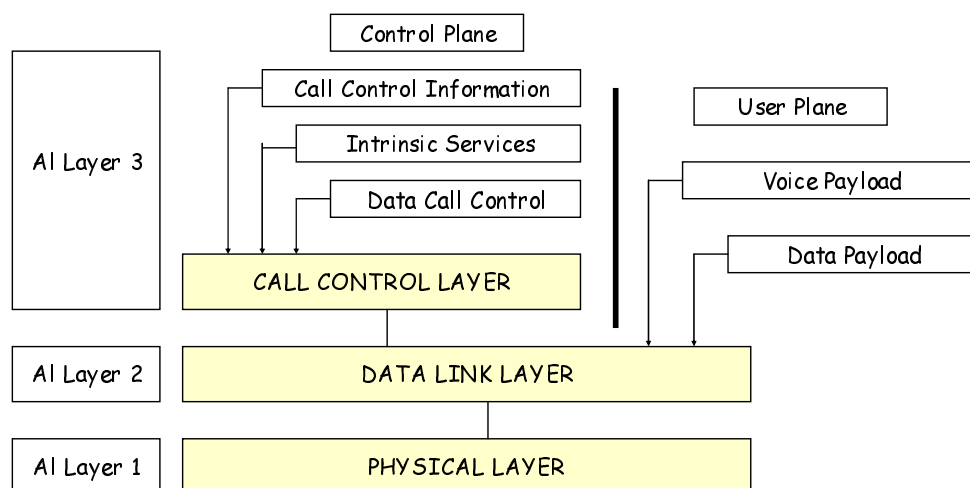 Control Plane
Call Control Information
User Plane
Intrinsic Services
AI Layer 3
Voice Payload
Data Call Control
Data Payload
CALL CONTROL LAYER
AI Layer 2
DATA LINK LAYER
AI Layer 1
PHYSICAL LAYER